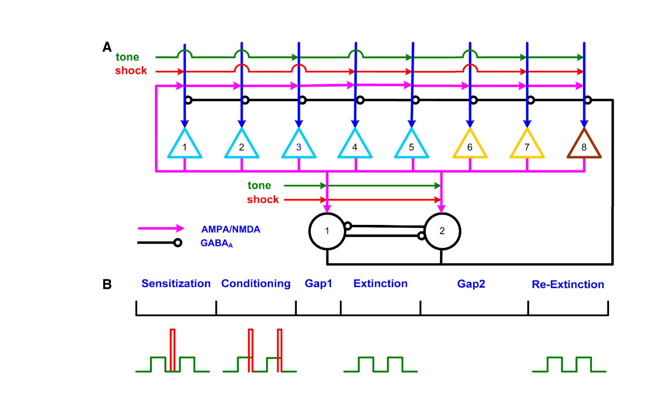 A
tone
shock
1 2 3 4 5 6 7 8
tone
shock
1 2
AMPA/NMDA
GABAA
B
Sensitization Conditioning Gap1 Extinction Gap2 Re-Extinction